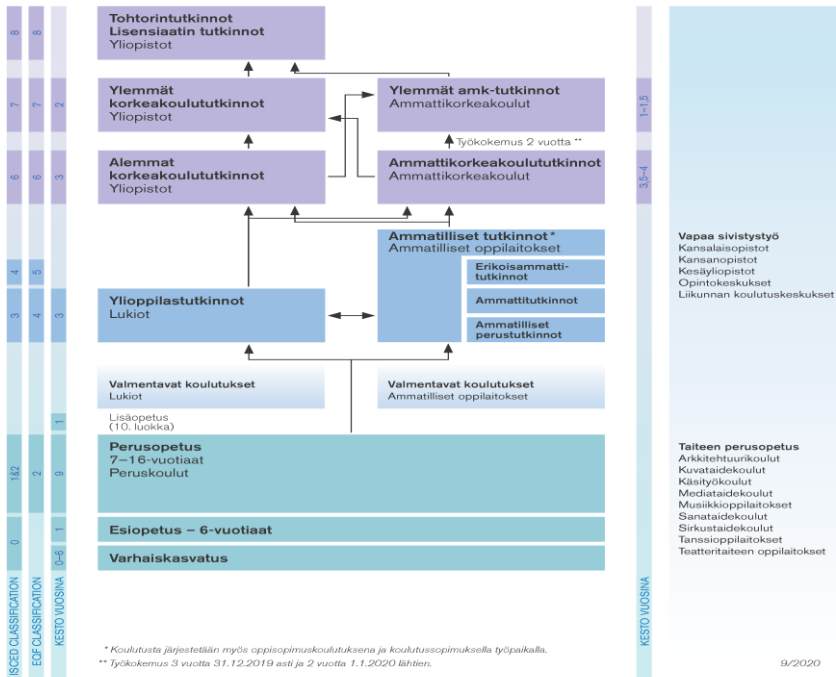 Tohtorintutkinnot
Lisensiaatin tutkinnot
Yliopistot
8
8
Ylemmät
korkeakoulututkinnot
Yliopistot
Ylemmät amk-tutkinnot
Ammattikorkeakoulut
7
7
2
1–1,5
Työkokemus 2 vuotta **
Alemmat
korkeakoulututkinnot
Yliopistot
Ammattikorkeakoulututkinnot
Ammattikorkeakoulut
6
6
3
3,5–4
Ammatilliset tutkinnot *
Ammatilliset oppilaitokset
Erikoisammatti-
tutkinnot
Ammattitutkinnot
Ammatilliset
perustutkinnot
4
5
Ylioppilastutkinnot
Lukiot
3
4
3
Valmentavat koulutukset
Lukiot
Valmentavat koulutukset
Ammatilliset oppilaitokset
Lisäopetus
(10. luokka)
1
Perusopetus
7–16-vuotiaat
Peruskoulut
1&2
2
9
Esiopetus – 6-vuotiaat
0
1
Varhaiskasvatus
0–6
ISCED CLASSIFICATION
EQF CLASSIFICATION
KESTO VUOSINA
KESTO VUOSINA
Vapaa sivistystyö
Kansalaisopistot
Kansanopistot
Kesäyliopistot
Opintokeskukset
Liikunnan koulutuskeskukset
Taiteen perusopetus
Arkkitehtuurikoulut
Kuvataidekoulut
Käsityökoulut
Mediataidekoulut
Musiikkioppilaitokset
Sanataidekoulut
Sirkustaidekoulut
Tanssioppilaitokset
Teatteritaiteen oppilaitokset
* Koulutusta järjestetään myös oppisopimuskoulutuksena ja koulutussopimuksella työpaikalla.
** Työkokemus 3 vuotta 31.12.2019 asti ja 2 vuotta 1.1.2020 lähtien.
9/2020